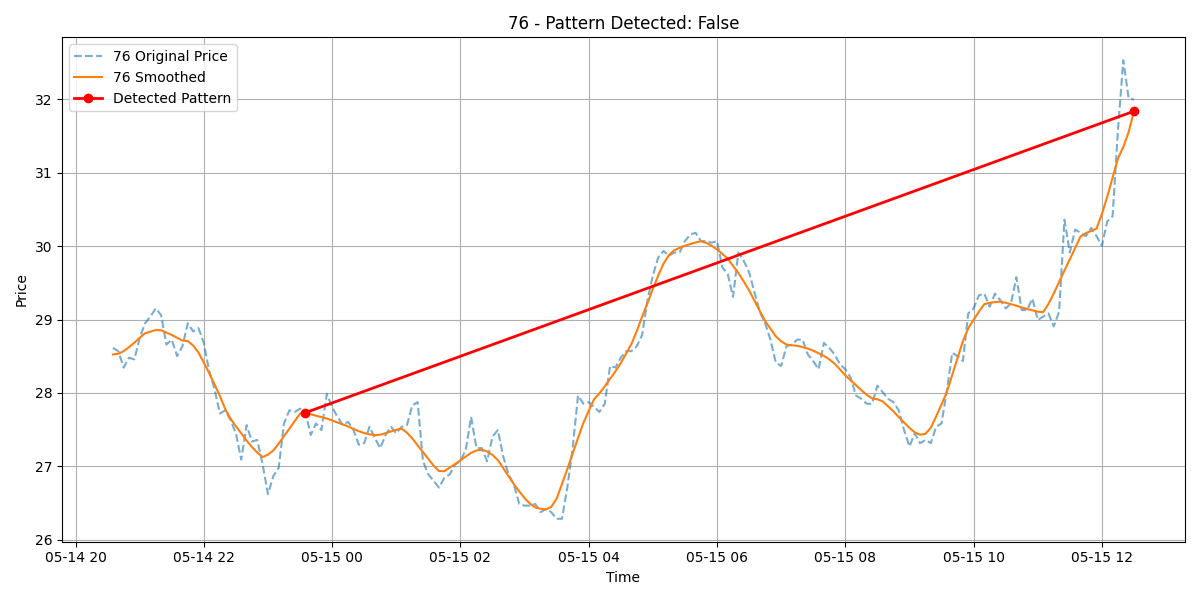 76 - Pattern Detected: False
76 Original Price
76 Smoothed
Detected Pattern
Price
32
31
30
29
28
27
26
05-14 20
05-14 22
05-15 00
05-15 02
05-15 04
05-15 06
05-15 08
05-15 10
05-15 12
Time